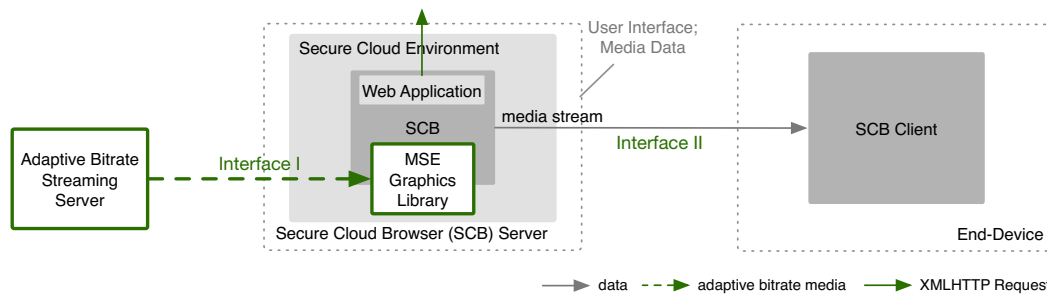 User Interface;
Media Data
Secure Cloud Environment
Web Application
SCB
media stream
Interface II
SCB Client
Adaptive Bitrate
Streaming
Server
Interface I
MSE
Graphics
Library
Secure Cloud Browser (SCB) Server
End-Device
data
adaptive bitrate media
XMLHTTP Request